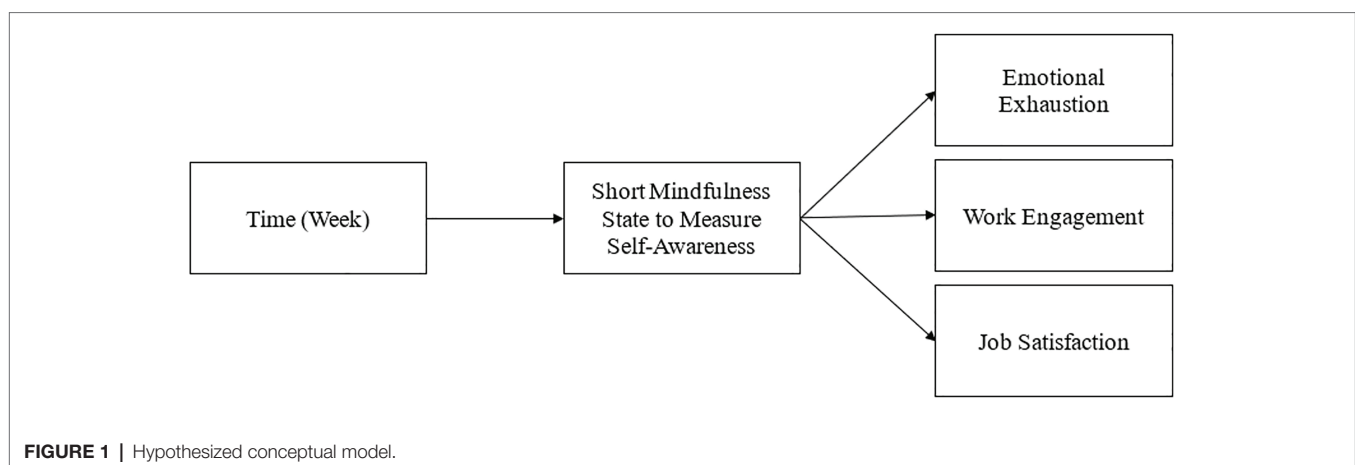 Time (Week)
Short Mindfulness
State to Measure
Self-Awareness
Emotional
Exhaustion
Work Engagement
Job Satisfaction
FIGURE 1 | Hypothesized conceptual model.